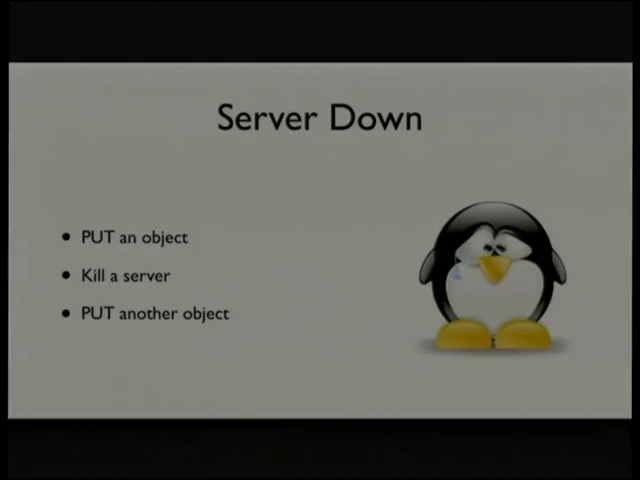 Server Down
• PUT an object
• Kill a server
• PUT another object